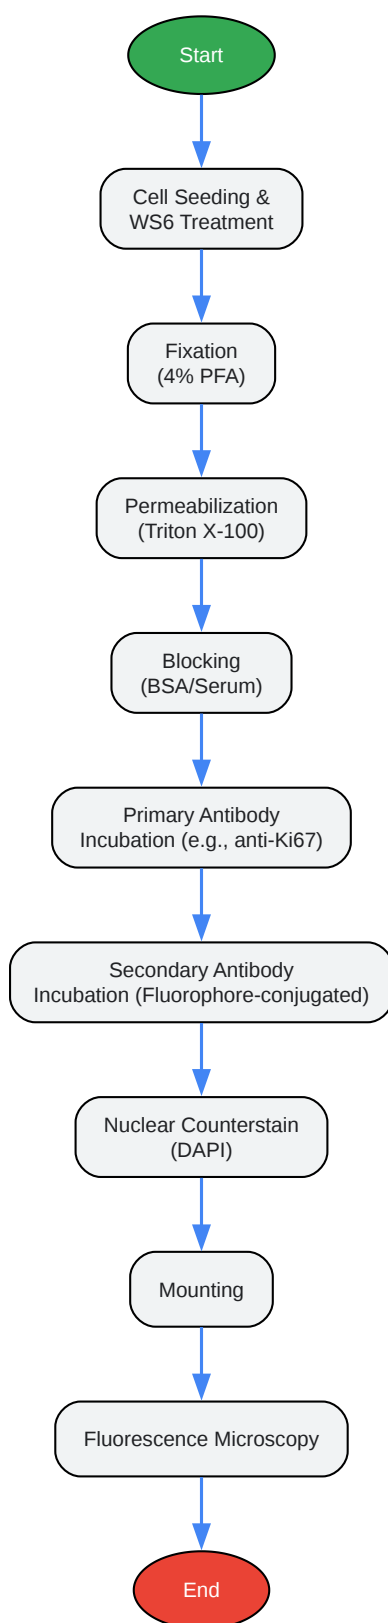 Start
Cell Seeding &
WS6 Treatment
Fixation
(4% PFA)
Permeabilization
(Triton X-100)
Blocking
(BSA/Serum)
Primary Antibody
Incubation (e.g., anti-Ki67)
Secondary Antibody
Incubation (Fluorophore-conjugated)
Nuclear Counterstain
(DAPI)
Mounting
Fluorescence Microscopy
End